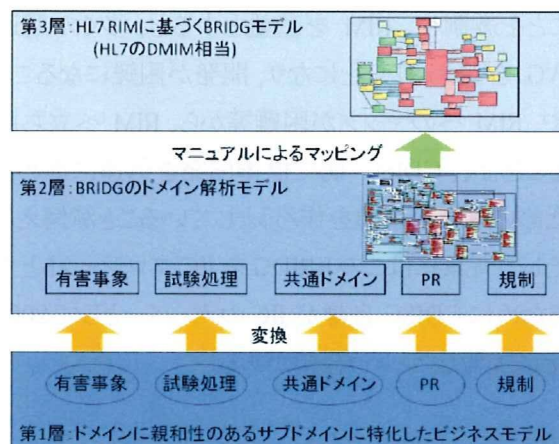 第3層:HL7 RIMに基づくBRIDGモデル
(HL7のDMIM相当)
マニュアルによるマッピング
第2層:BRIDGのドメイン解析モデル
有害事象
試験処理
共通ドメイン
PR
規制
変換
有害事象
試験処理
共通ドメイン
PR
規制
第1層:ドメインに親和性のあるサブドメインに特化したビジネスモデル